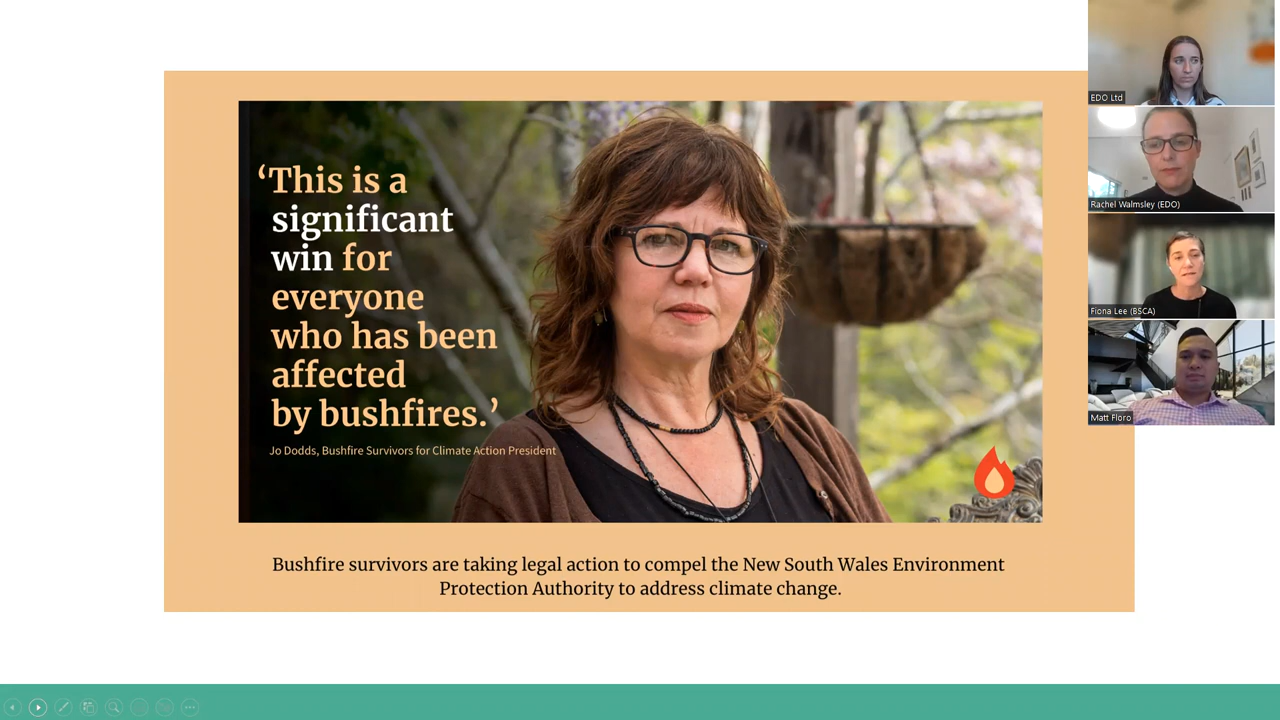 ‘This is a
significant
win for
everyone
who has been
affected
by bushfires.’
Jo Dodds, Bushfire Survivors for Climate Action President
Bushfire survivors are taking legal action to compel the New South Wales Environment
Protection Authority to address climate change.
EDO Ltd
Rachel Walmsley (EDO)
Fiona Lee (BSCA)
Matt Floro